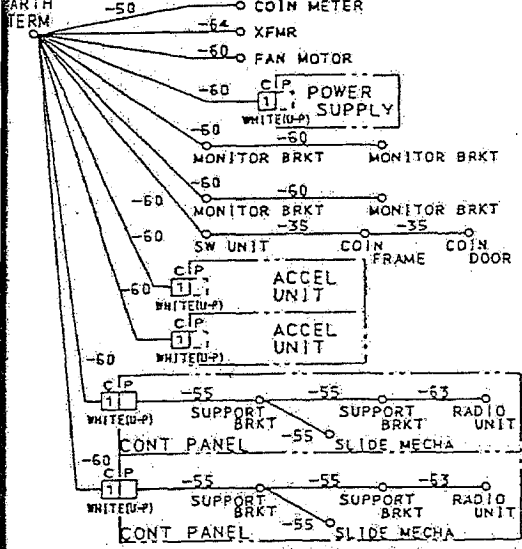 -50 COIN METER
TERM
-64 XFMR
-60 FAN MOTOR
-60 C P POWER
1 SUPPLY
WHITE(U-P)
-60 -60
MONITOR BRKT MONITOR BRKT
-60 -60
-60 MONITOR BRKT MONITOR BRKT
-35 -35
-60 SW UNIT COIN COIN
FRAME DOOR
C P ACCEL
-60 1 UNIT
WHITE(U-P)
C P ACCEL
1 UNIT
WHITE(U-P)
-60
C P
1 -55 -55 -63
WHITE(U-P) SUPPORT SUPPORT RADIO
BRKT BRKT UNIT
-55
CONT PANEL SLIDE MECHA
-60
C P
1 -55 -55 -63
WHITE(U-P) SUPPORT SUPPORT RADIO
BRKT BRKT UNIT
CONT PANEL -55 SLIDE MECHA